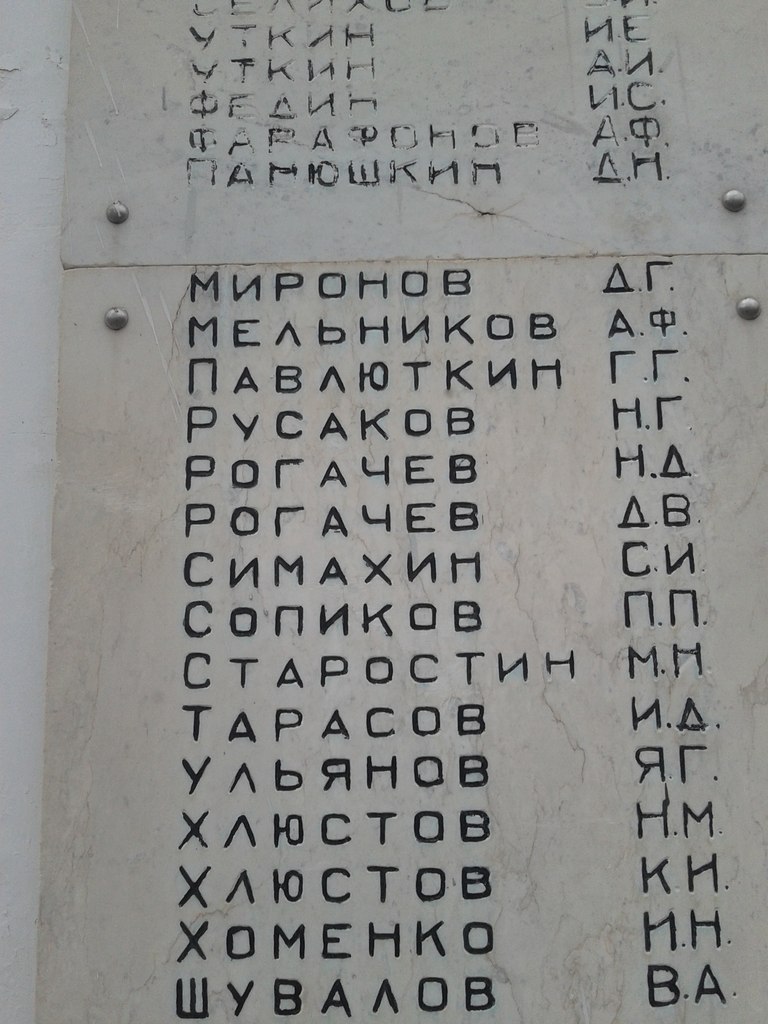 УТКИН И.Е.
УТКИН А.И.
ФЕДИН И.С.
ФАРАФОНОВ А.Ф.
ПАНЮШКИН Д.Н.
МИРОНОВ Д.Г.
МЕЛЬНИКОВ А.Ф.
ПАВЛЮТКИН Г.Г.
РУСАКОВ Н.Г.
РОГАЧЕВ Н.Д.
РОГАЧЕВ Д.В.
СИМАХИН С.И.
СОПИКОВ П.П.
СТАРОСТИН М.Н.
ТАРАСОВ И.Д.
УЛЬЯНОВ Я.Г.
ХЛЮСТОВ Н.М.
ХЛЮСТОВ К.Н.
ХОМЕНКО И.Н.
ШУВАЛОВ В.А.